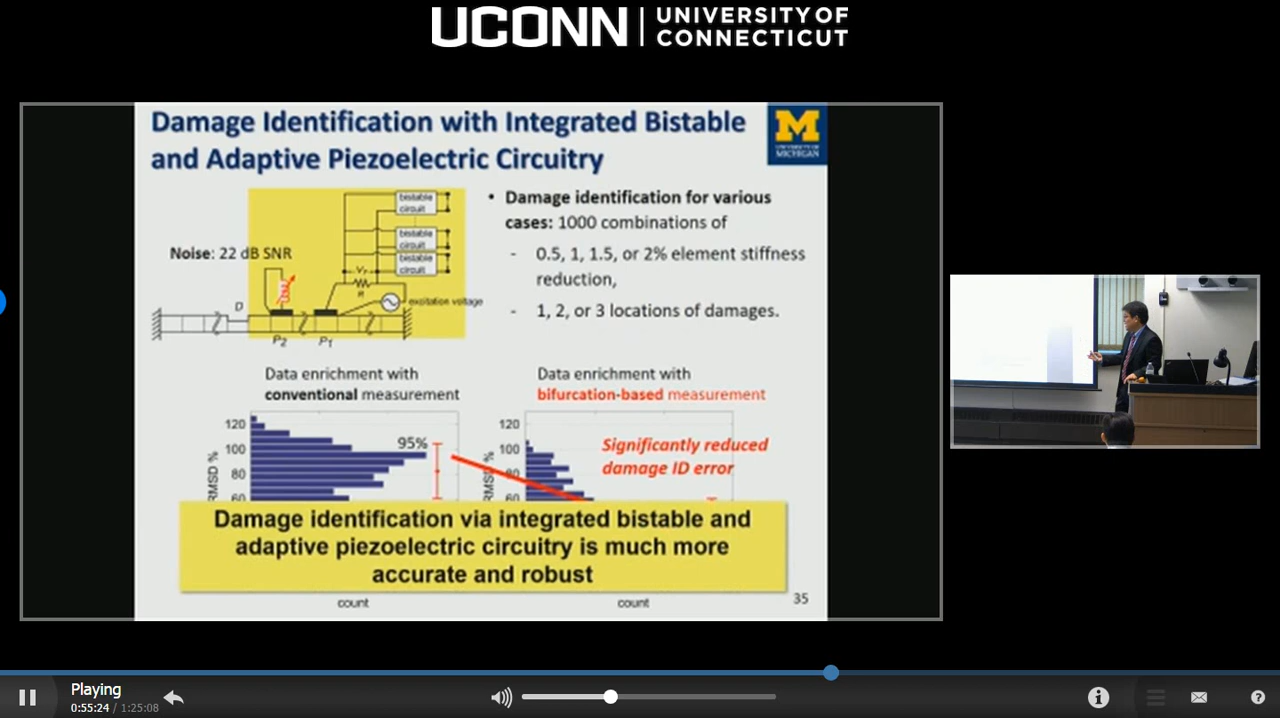 UCONN | UNIVERSITY OF
CONNECTICUT
Damage Identification with Integrated Bistable
and Adaptive Piezoelectric Circuitry
M
UNIVERSITY OF
MICHIGAN
Noise: 22 dB SNR
bistable
circuit
bistable
circuit
bistable
circuit
R
excitation voltage
D
P2
P1
• Damage identification for various
cases: 1000 combinations of
- 0.5, 1, 1.5, or 2% element stiffness
reduction,
- 1, 2, or 3 locations of damages.
Data enrichment with
conventional measurement
120
100
80
60
RMSD %
95%
count
Data enrichment with
bifurcation-based measurement
120
100
80
60
RMSD %
Significantly reduced
damage ID error
count
Damage identification via integrated bistable and
adaptive piezoelectric circuitry is much more
accurate and robust
35
Playing
0:55:24 / 1:25:08